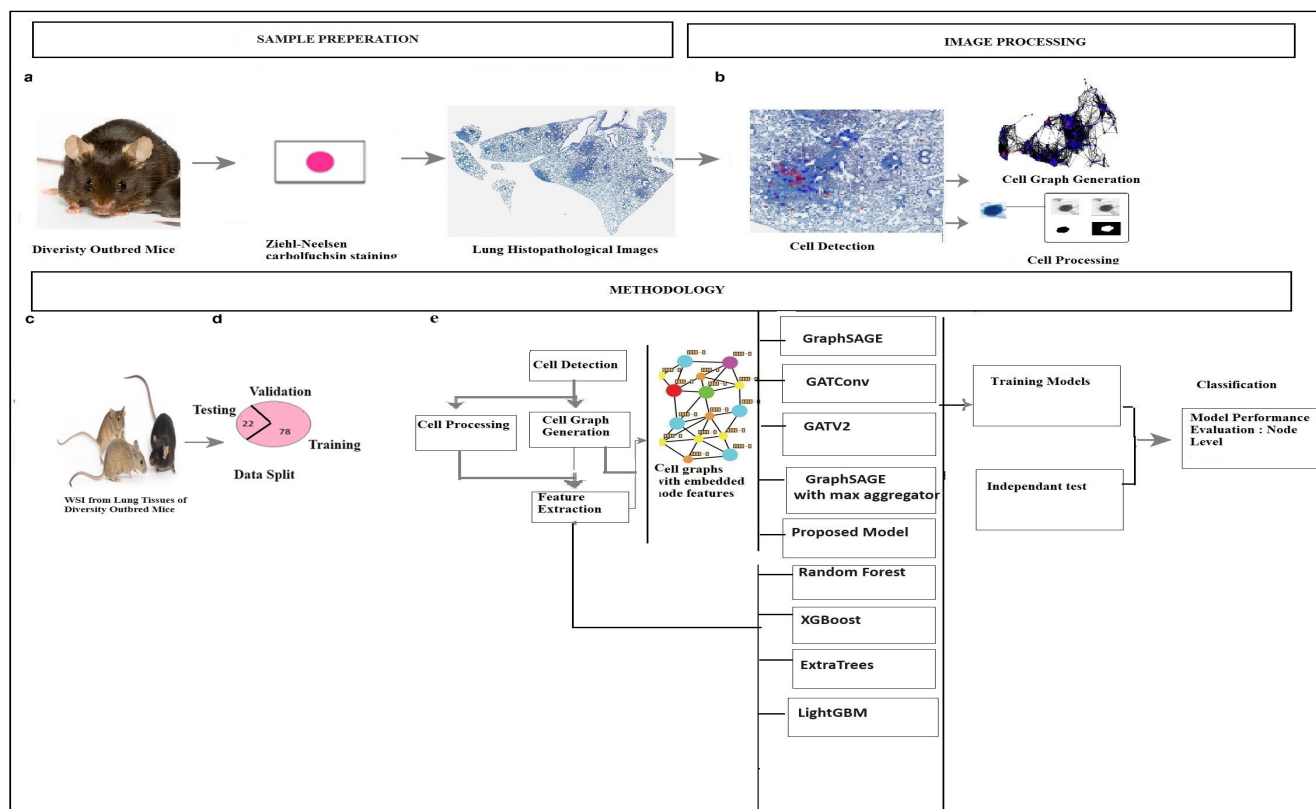 SAMPLE PREPERATION
IMAGE PROCESSING
a
b
Diveristy Outbred Mice
Ziehl-Neelsen
carbolfuchsin staining
Lung Histopathological Images
Cell Detection
Cell Graph Generation
Cell Processing
METHODOLOGY
c
d
e
WSI from Lung Tissues of
Diversity Outbred Mice
Validation
Testing
22
78
Training
Data Split
Cell Detection
Cell Processing
Cell Graph
Generation
Feature
Extraction
Cell graphs
with embedded
node features
GraphSAGE
GATConv
GATV2
GraphSAGE
with max aggregator
Proposed Model
Random Forest
XGBoost
ExtraTrees
LightGBM
Training Models
Independant test
Classification
Model Performance
Evaluation : Node
Level